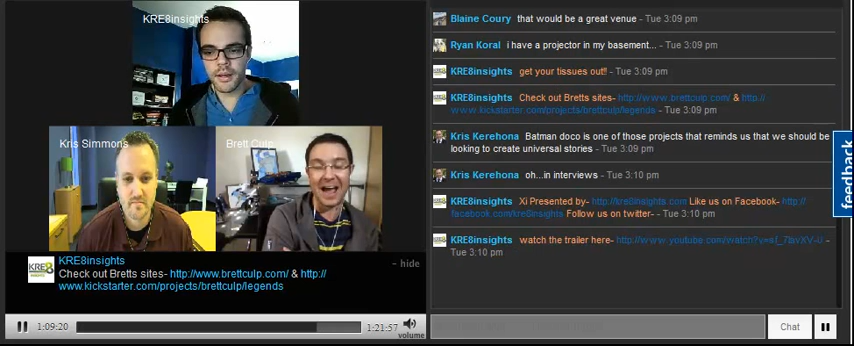 KRE8insights
Kris Simmons
Brett Culp
KRE8insights
Check out Bretts sites- http://www.brettculp.com/ & http://
www.kickstarter.com/projects/brettculp/legends
– hide
1:09:20
1:21:57
volume
Blaine Coury that would be a great venue - Tue 3:09 pm
Ryan Koral i have a projector in my basement... - Tue 3:09 pm
KRE8insights get your tissues out!! - Tue 3:09 pm
KRE8insights Check out Bretts sites- http://www.brettculp.com/ & http://
www.kickstarter.com/projects/brettculp/legends - Tue 3:09 pm
Kris Kerehona Batman doco is one of those projects that reminds us that we should be
looking to create universal stories - Tue 3:09 pm
Kris Kerehona oh...in interviews - Tue 3:10 pm
KRE8insights Xi Presented by- http://kre8insights.com Like us on Facebook- http://
facebook.com/kre8insights Follow us on twitter- - Tue 3:10 pm
KRE8insights watch the trailer here- -
Tue 3:10 pm
Chat
feedback